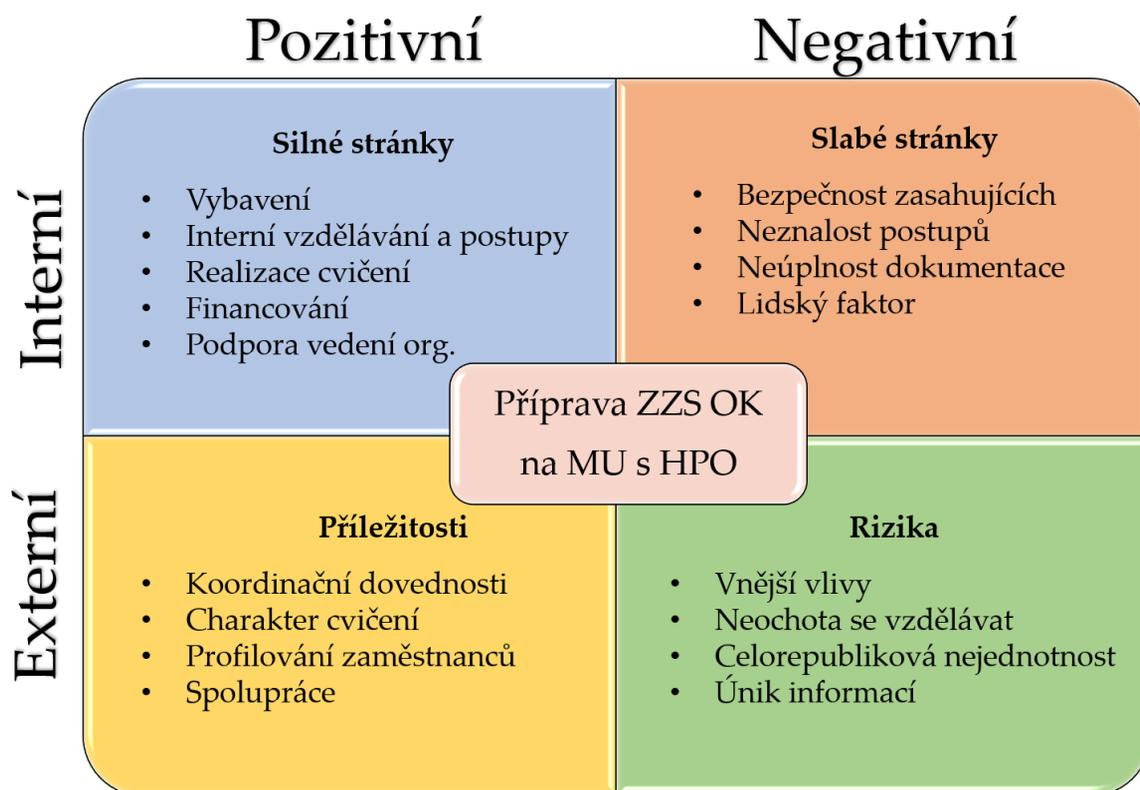 Pozitivní
Negativní
Interní
Silné stránky
• Vybavení
• Interní vzdělávání a postupy
• Realizace cvičení
• Financování
• Podpora vedení org.
Slabé stránky
• Bezpečnost zasahujících
• Neznalost postupů
• Neúplnost dokumentace
• Lidský faktor
Příprava ZZS OK
na MU s HPO
Externí
Příležitosti
• Koordinační dovednosti
• Charakter cvičení
• Profilování zaměstnanců
• Spolupráce
Rizika
• Vnější vlivy
• Neochota se vzdělávat
• Celorepubliková nejednotnost
• Únik informací